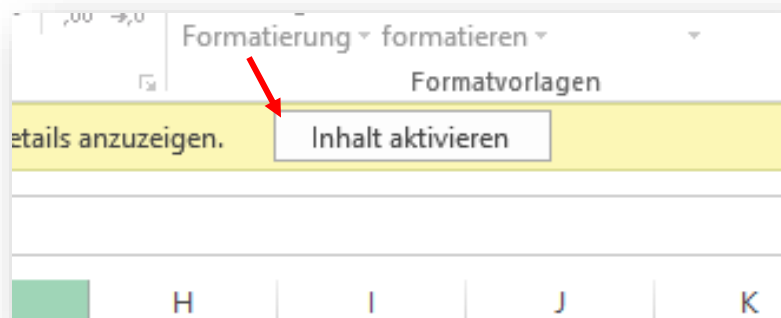 ,00 →,0
Formatierung formatieren
Formatvorlagen
etails anzuzeigen. Inhalt aktivieren
H I J K